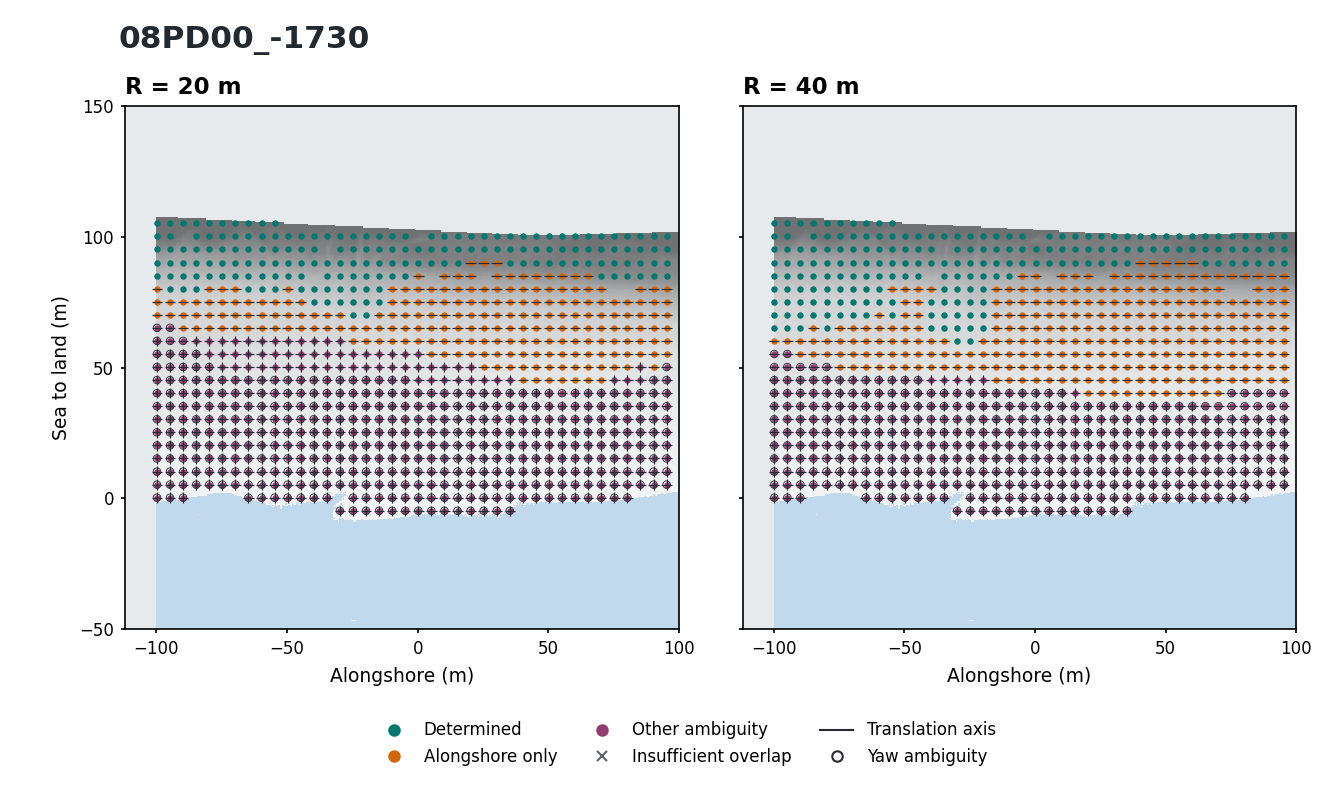 08PD00_-1730
R = 20 m
R = 40 m
150
100
50
0
−50
Sea to land (m)
−100
−50
0
50
100
−100
−50
0
50
100
Alongshore (m)
Alongshore (m)
Determined
Other ambiguity
Translation axis
Alongshore only
Insufficient overlap
Yaw ambiguity